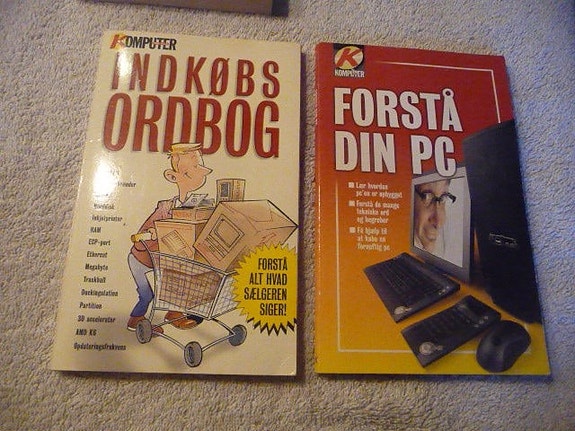 KOMPUTER
INDKØBS
ORDBOG
Inkjetprinter
RAM
ECP-port
Ethernet
Megabyte
Trackball
Dockingstation
Partition
3D accelerator
AMD K6
Opdateringsfrekvens
FORSTÅ
ALT HVAD
SÆLGEREN
SIGER!
K
KOMPUTER
FORSTÅ
DIN PC
Lær hvordan
pc'en er opbygget
Forstå de mange
tekniske ord
og begreber
Få hjælp til
at købe en
fornuftig pc